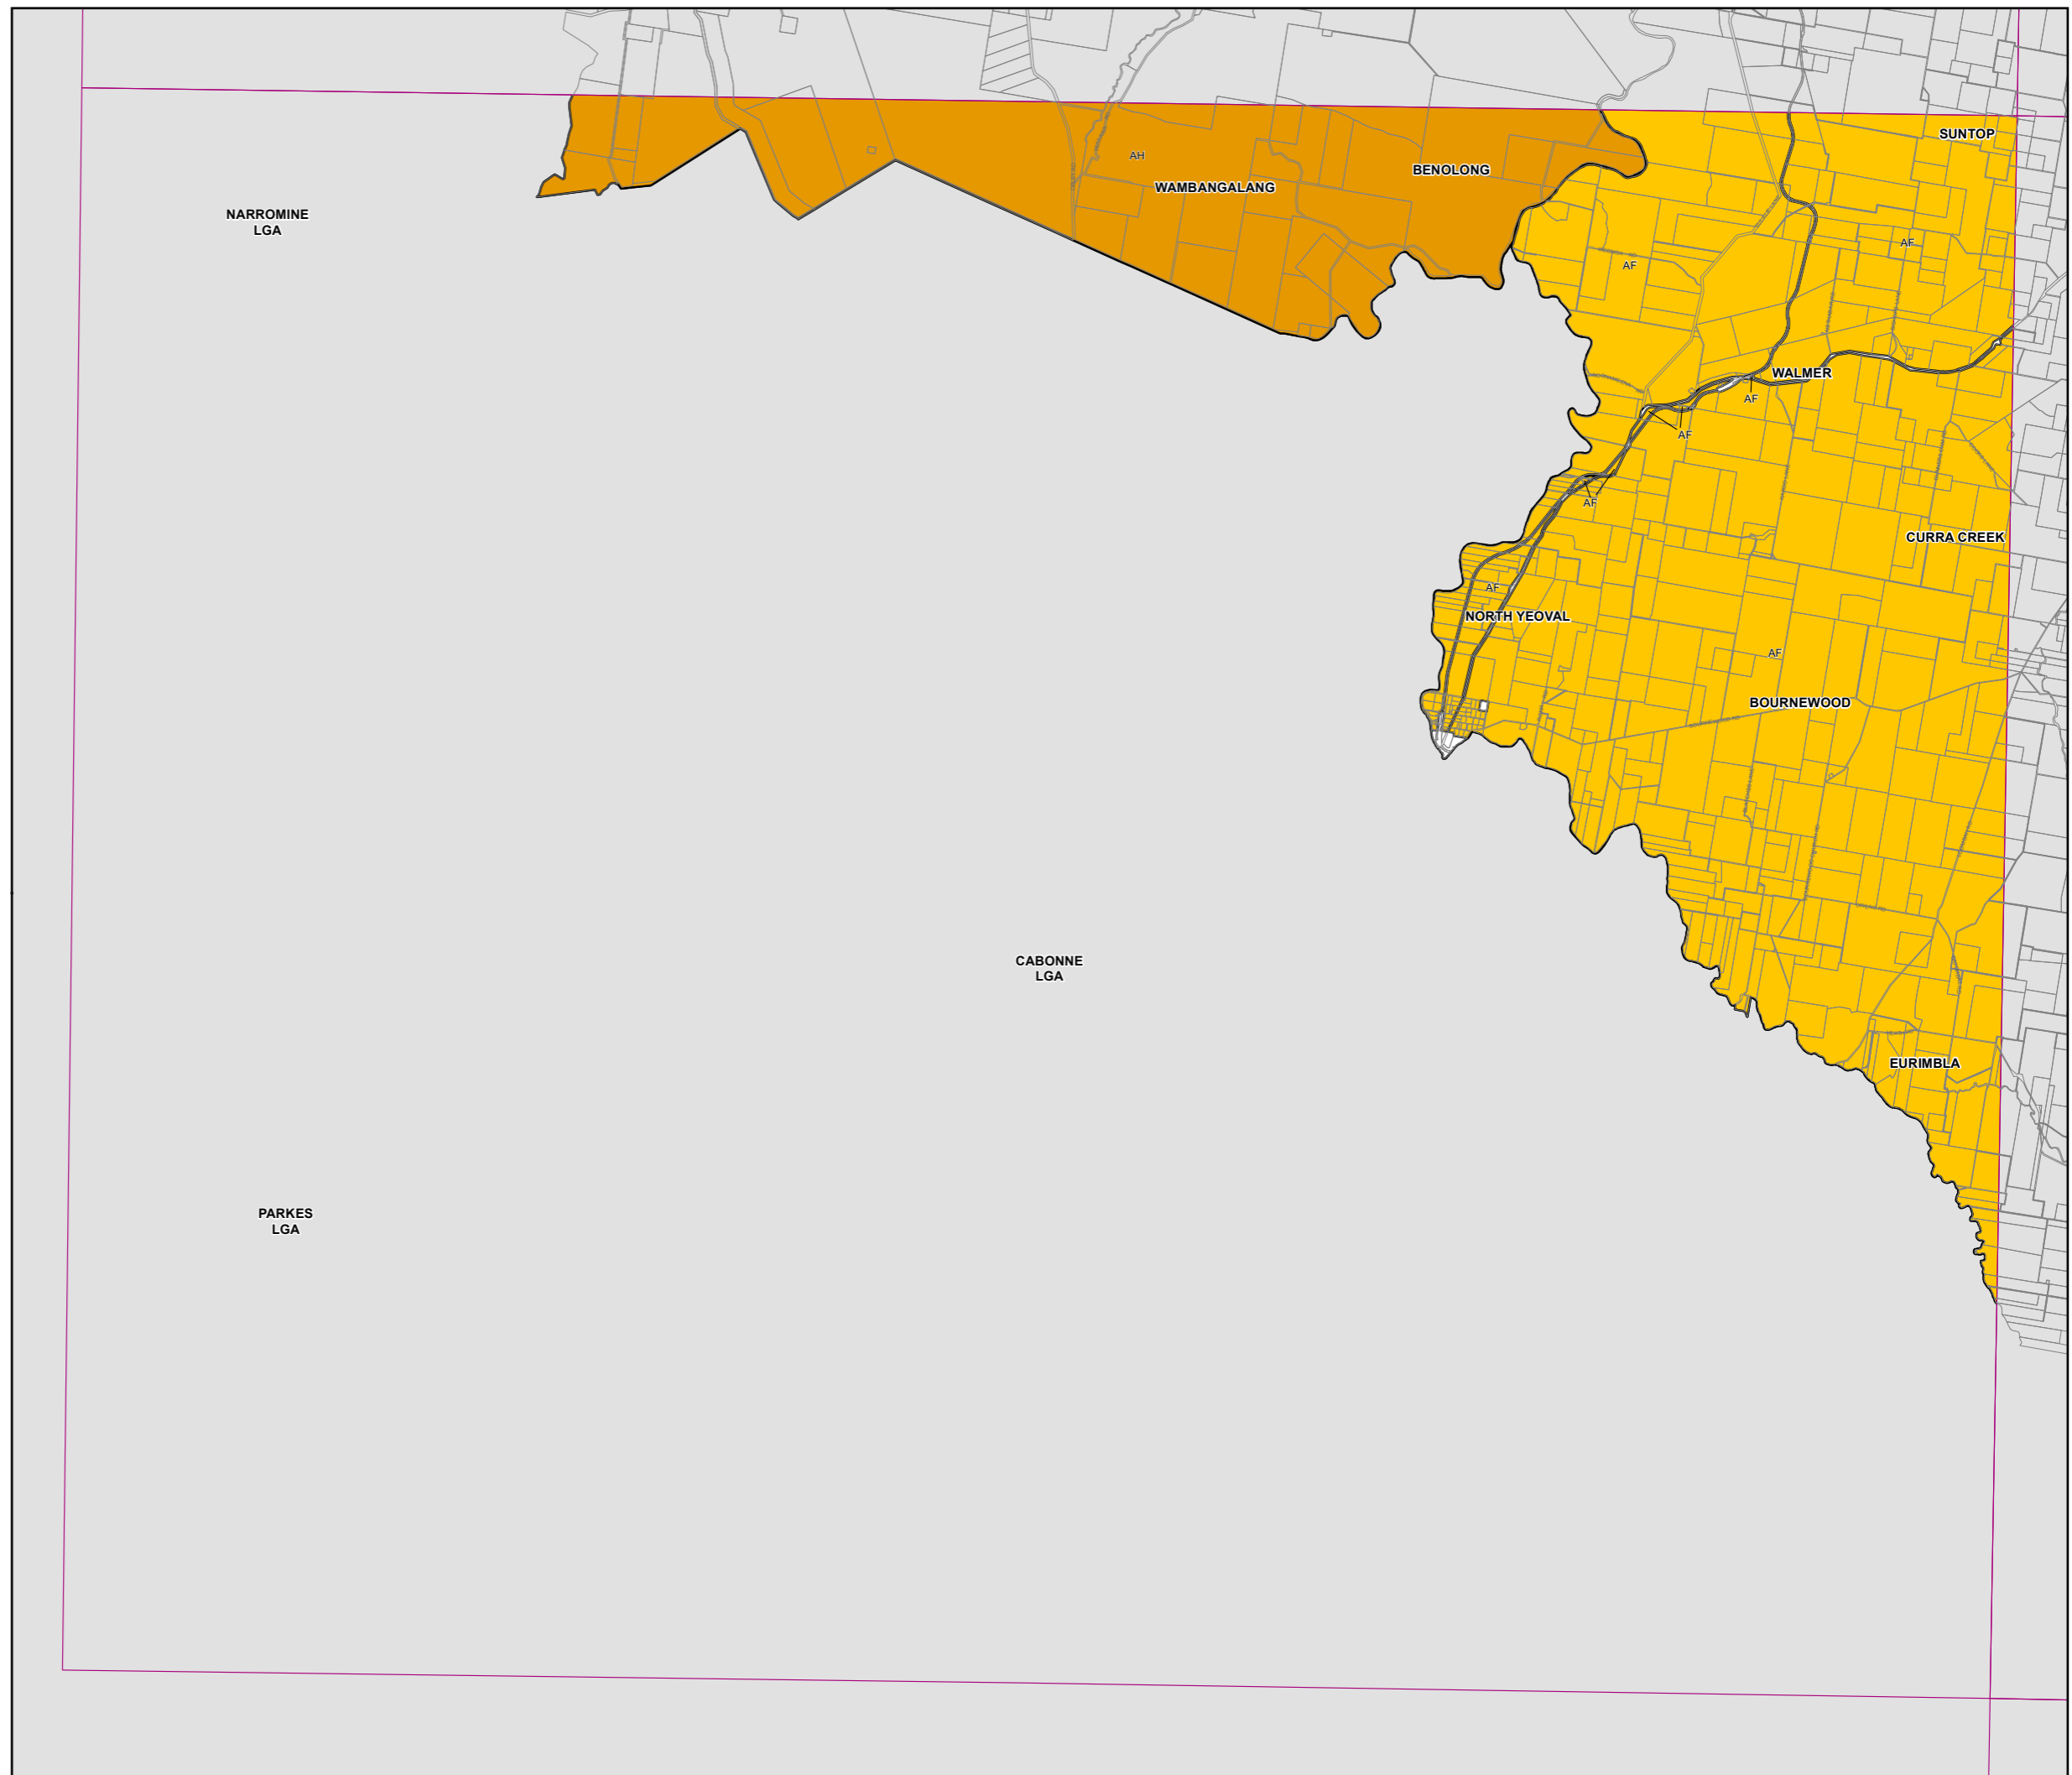 SUNTOP
AH
BENOLONG
WAMBANGALANG
NARROMINE
LGA
AF
AF
WALMER
AF
AF
AF
CURRA CREEK
AF
NORTH YEOVAL
AF
BOURNEWOOD
CABONNE
LGA
EURIMBLA
PARKES
LGA